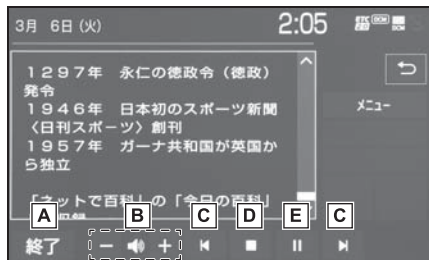 3月 6日(火) 2:05 ETC DCM
1297年 永仁の徳政令(徳政)
発令
1946年 日本初のスポーツ新聞
〈日刊スポーツ〉創刊
1957年 ガーナ共和国が英国か
ら独立
「ネットで百科」の「今日の百科」
メニュー
A B C D E C
終了 − +